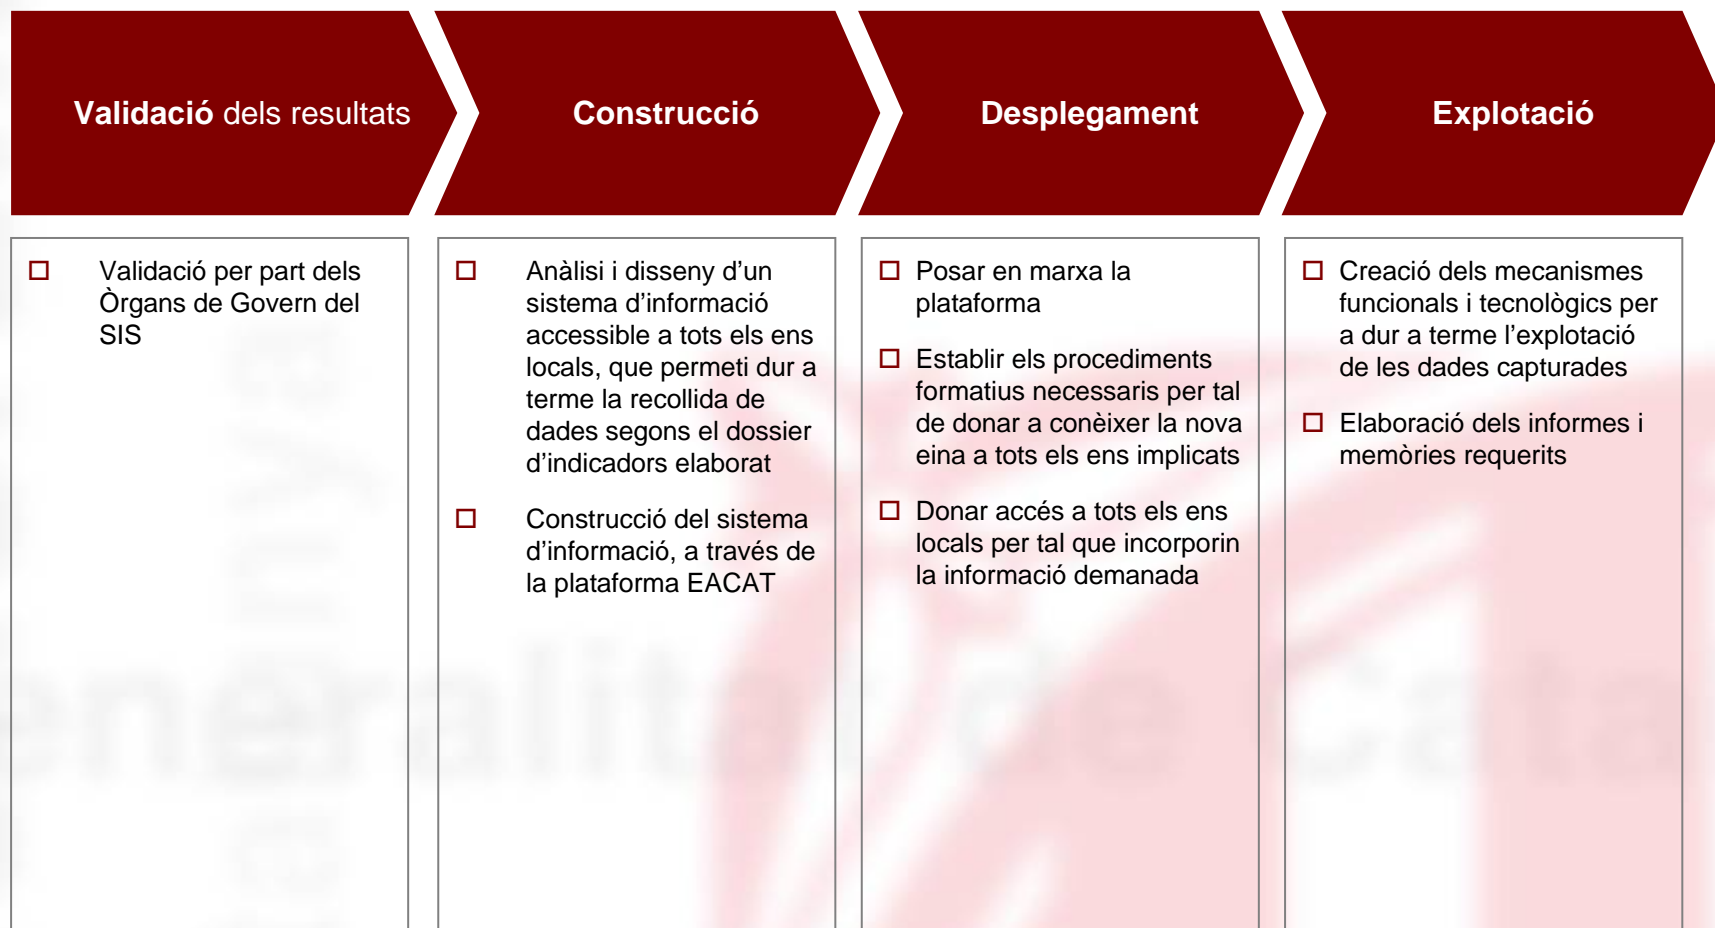 Validació dels resultats
Construcció
Desplegament
Explotació
Validació per part dels
Òrgans de Govern del
SIS
Anàlisi i disseny d’un
sistema d’informació
accessible a tots els ens
locals, que permeti dur a
terme la recollida de
dades segons el dossier
d’indicadors elaborat
Construcció del sistema
d’informació, a través de
la plataforma EACAT
Posar en marxa la
plataforma
Establir els procediments
formatius necessaris per tal
de donar a conèixer la nova
eina a tots els ens implicats
Donar accés a tots els ens
locals per tal que incorporin
la informació demanada
Creació dels mecanismes
funcionals i tecnològics per
a dur a terme l’explotació
de les dades capturades
Elaboració dels informes i
memòries requerits